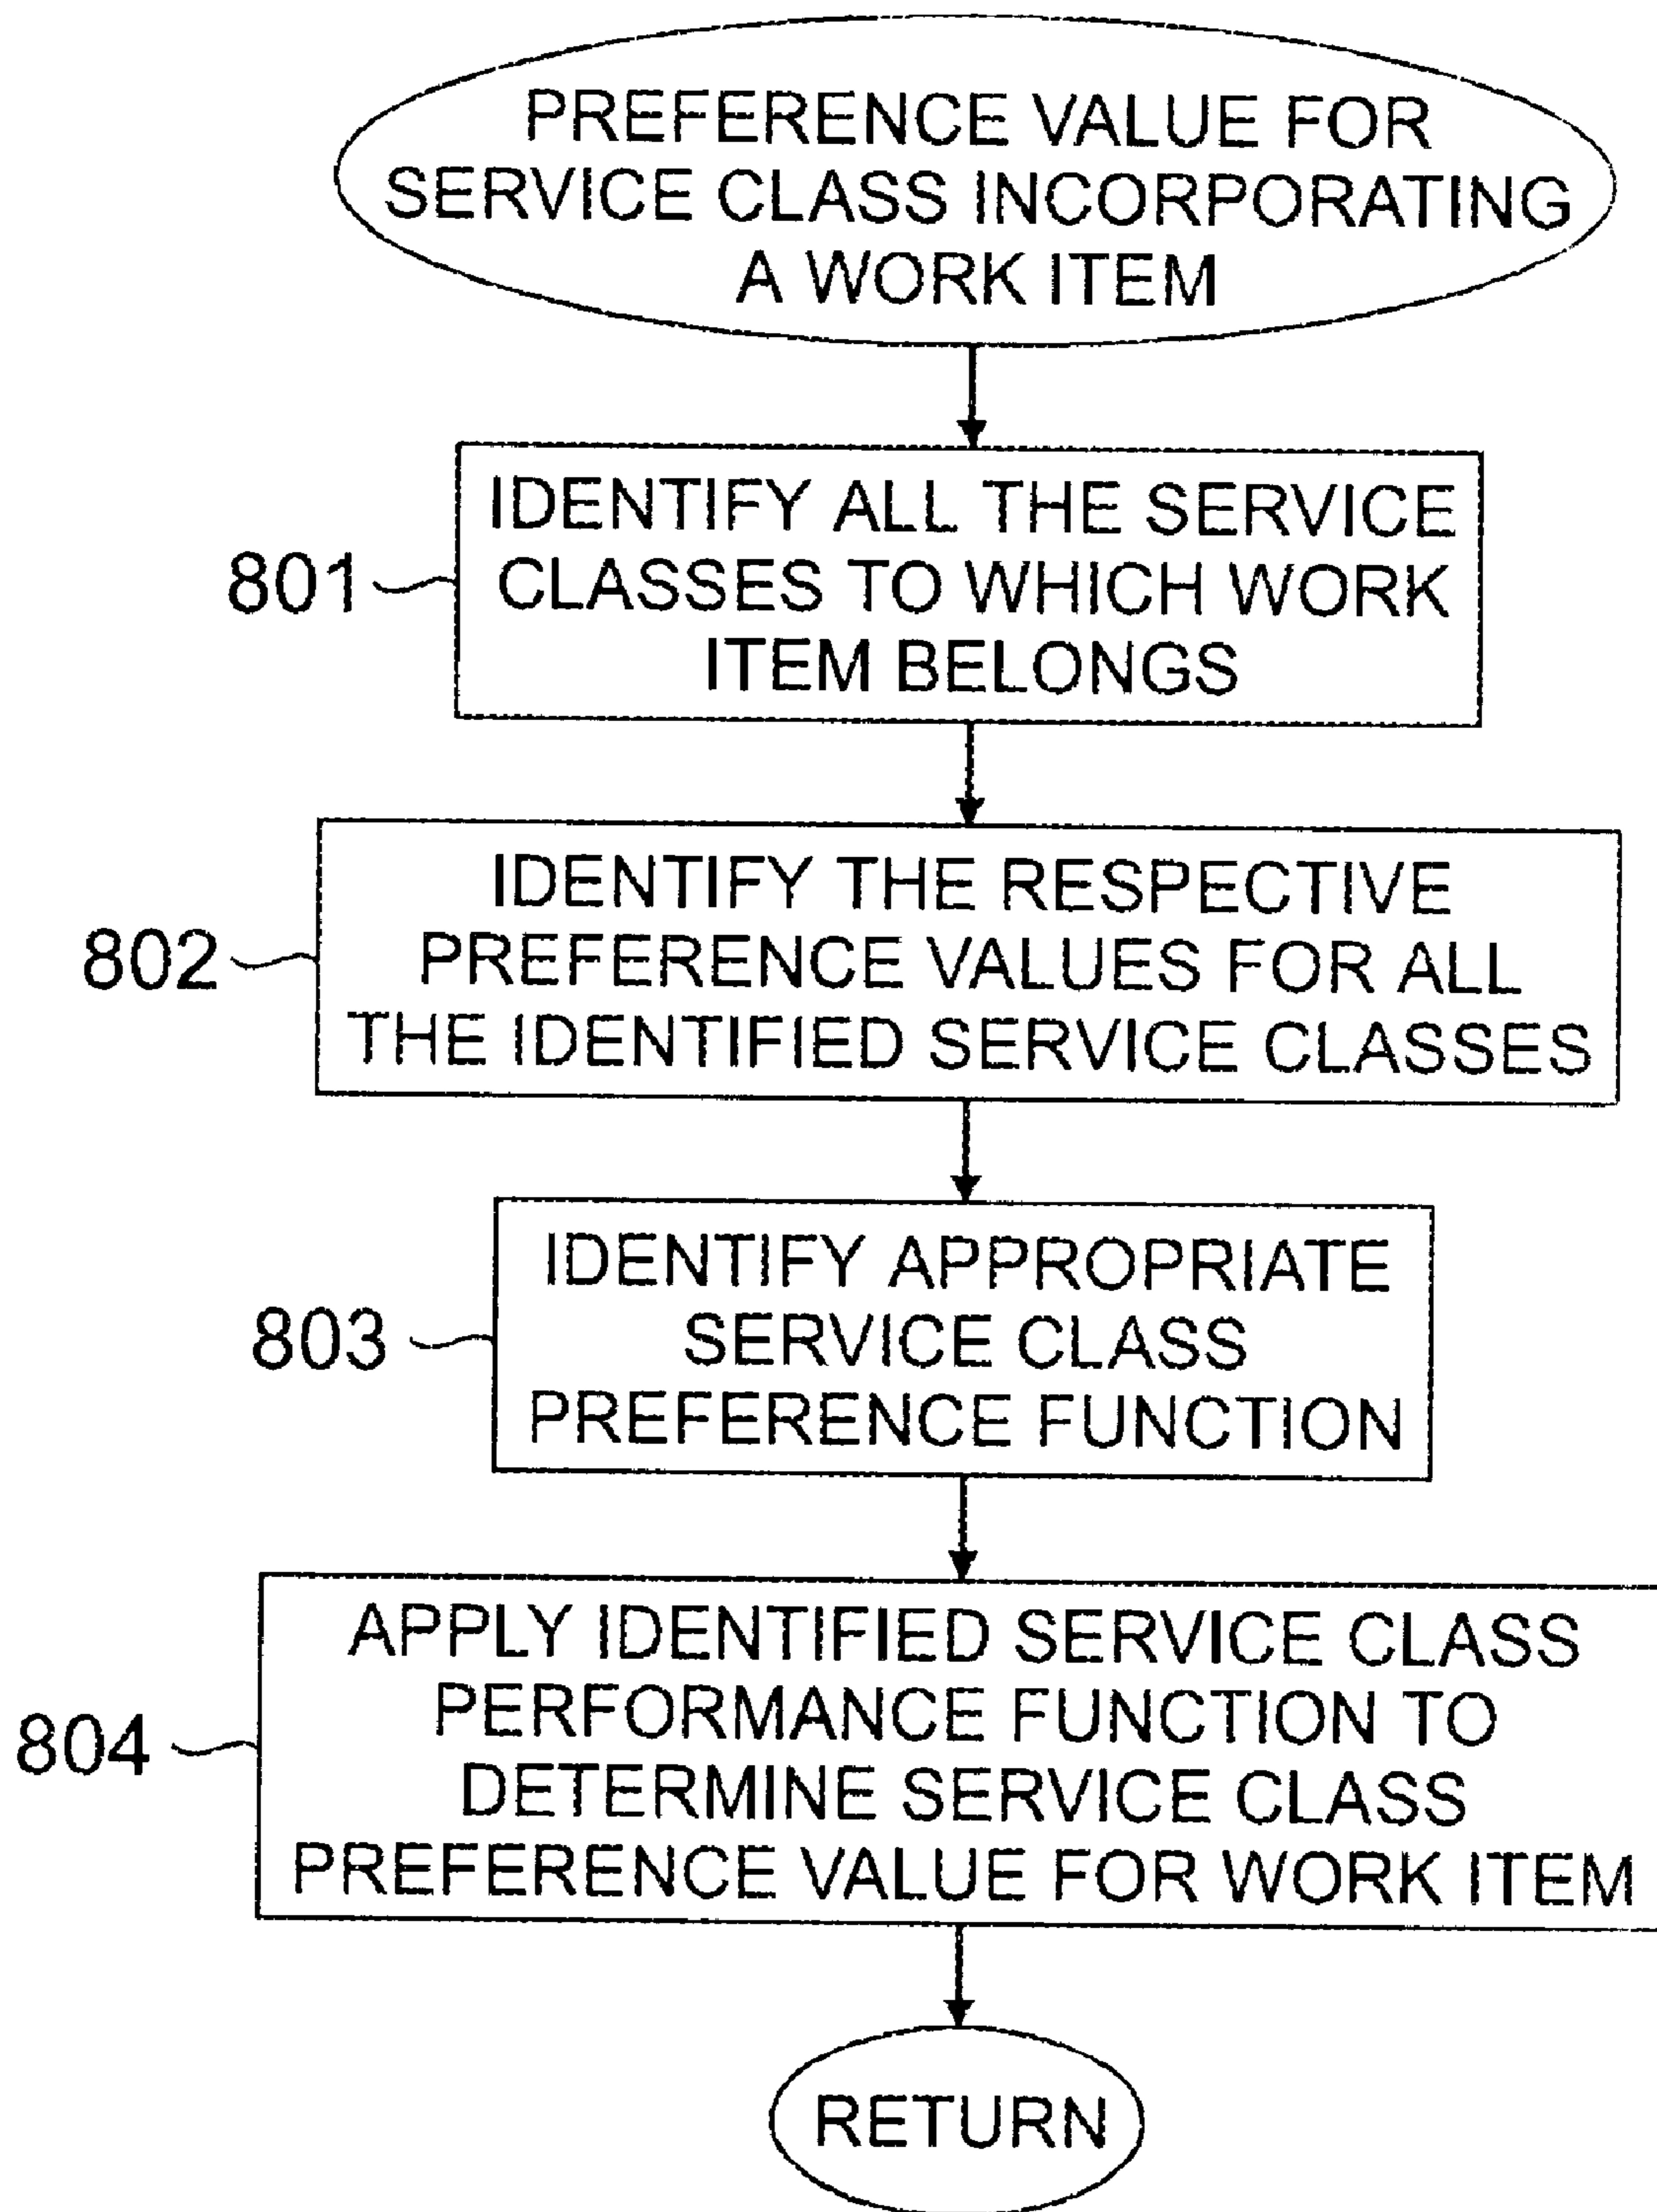 PREFERENCE VALUE FOR
SERVICE CLASS INCORPORATING
A WORK ITEM
801
IDENTIFY ALL THE SERVICE
CLASSES TO WHICH WORK
ITEM BELONGS
802
IDENTIFY THE RESPECTIVE
PREFERENCE VALUES FOR ALL
THE IDENTIFIED SERVICE CLASSES
803
IDENTIFY APPROPRIATE
SERVICE CLASS
PREFERENCE FUNCTION
804
APPLY IDENTIFIED SERVICE CLASS
PERFORMANCE FUNCTION TO
DETERMINE SERVICE CLASS
PREFERENCE VALUE FOR WORK ITEM
RETURN